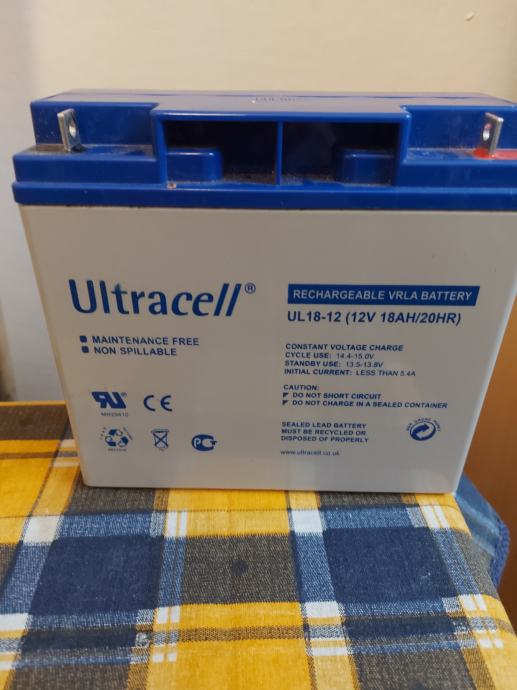 Ultracell®
RECHARGEABLE VRLA BATTERY
UL18-12 (12V 18AH/20HR)
MAINTENANCE FREE
NON SPILLABLE
CONSTANT VOLTAGE CHARGE
CYCLE USE: 14.4-15.0V
STANDBY USE: 13.5-13.8V
INITIAL CURRENT: LESS THAN 5.4A
CAUTION:
DO NOT SHORT CIRCUIT
DO NOT CHARGE IN A SEALED CONTAINER
CE
SEALED LEAD BATTERY
MUST BE RECYCLED OR
DISPOSED OF PROPERLY
www.ultracell.co.uk